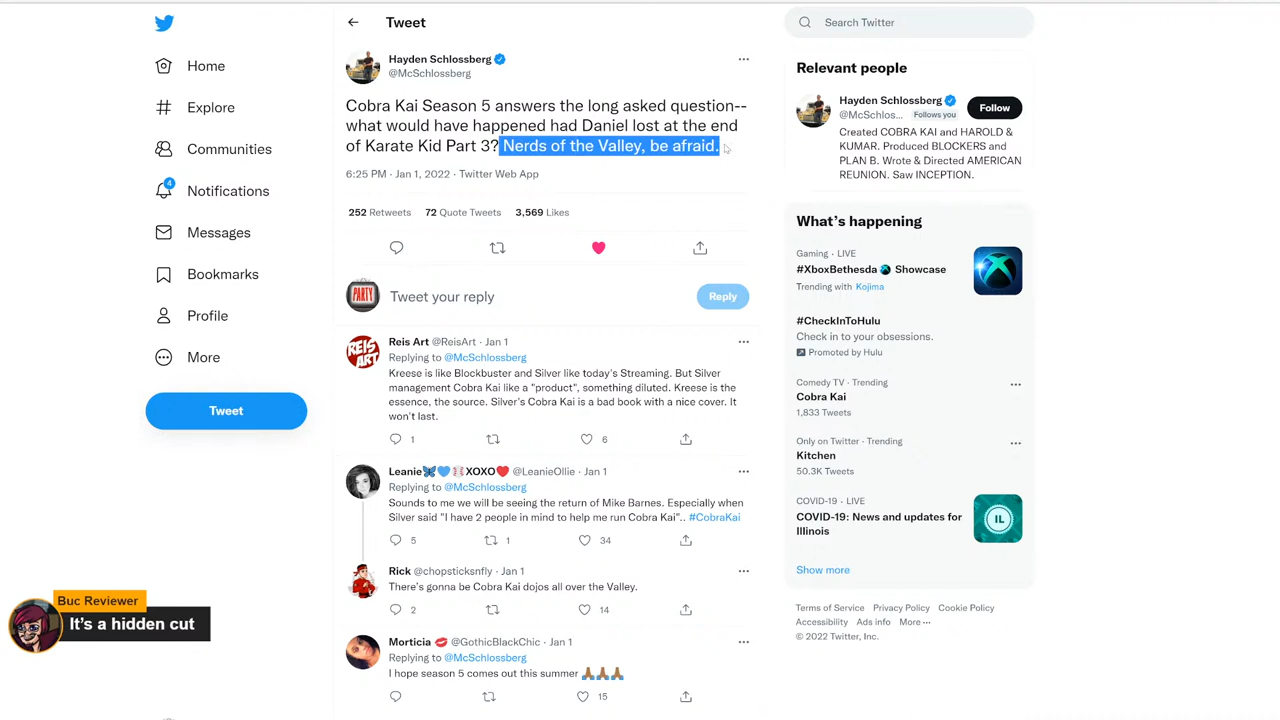 Home
Explore
Communities
4
Notifications
Messages
Bookmarks
Profile
More
Tweet
Tweet
Hayden Schlossberg
@McSchlossberg
Cobra Kai Season 5 answers the long asked question--
what would have happened had Daniel lost at the end
of Karate Kid Part 3? Nerds of the Valley, be afraid.
6:25 PM · Jan 1, 2022 · Twitter Web App
252 Retweets 72 Quote Tweets 3,569 Likes
PARTY
Tweet your reply
Reply
REIS ART
Reis Art @ReisArt · Jan 1
Replying to @McSchlossberg
Kreese is like Blockbuster and Silver like today's Streaming. But Silver
management Cobra Kai like a "product", something diluted. Kreese is the
essence, the source. Silver's Cobra Kai is a bad book with a nice cover. It
won't last.
1 6
Leanie🦋💙⚾XOXO❤️ @LeanieOllie · Jan 1
Replying to @McSchlossberg
Sounds to me we will be seeing the return of Mike Barnes. Especially when
Silver said "I have 2 people in mind to help me run Cobra Kai".. #CobraKai
5 1 34
Rick @chopsticksnfly · Jan 1
There's gonna be Cobra Kai dojos all over the Valley.
2 14
Morticia 💋 @GothicBlackChic · Jan 1
Replying to @McSchlossberg
I hope season 5 comes out this summer 🙏🏾🙏🏾🙏🏾
15
Search Twitter
Relevant people
Hayden Schlossberg
@McSchlos... Follows you
Follow
Created COBRA KAI and HAROLD &
KUMAR. Produced BLOCKERS and
PLAN B. Wrote & Directed AMERICAN
REUNION. Saw INCEPTION.
What's happening
Gaming · LIVE
#XboxBethesda Showcase
Trending with Kojima
#CheckInToHulu
Check in to your obsessions.
Promoted by Hulu
Comedy TV · Trending
Cobra Kai
1,833 Tweets
Only on Twitter · Trending
Kitchen
50.3K Tweets
COVID-19 · LIVE
COVID-19: News and updates for
Illinois
IL
Show more
Terms of Service Privacy Policy Cookie Policy
Accessibility Ads info More ···
© 2022 Twitter, Inc.
Buc Reviewer
It's a hidden cut